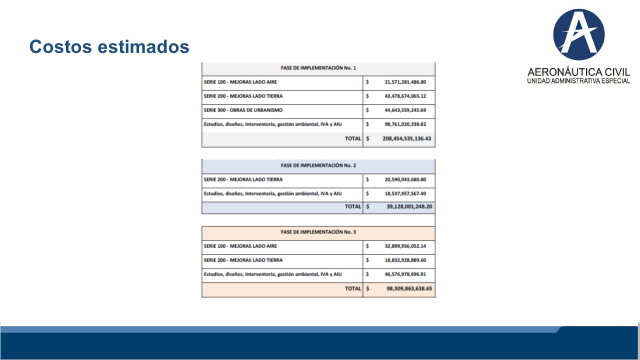 Costos estimados
AERONÁUTICA CIVIL
UNIDAD ADMINISTRATIVA ESPECIAL
FASE DE IMPLEMENTACIÓN No. 1
SERIE 100 - MEJORAS LADO AIRE $ 21,571,281,486.80
SERIE 200 - MEJORAS LADO TIERRA $ 43,478,674,065.12
SERIE 300 - OBRAS DE URBANISMO $ 44,643,559,245.69
Estudios, diseños, Interventoría, gestión ambiental, IVA y AIU $ 98,761,020,338.82
TOTAL $ 208,454,535,136.43
FASE DE IMPLEMENTACIÓN No. 2
SERIE 200 - MEJORAS LADO TIERRA $ 20,590,043,680.80
Estudios, diseños, Interventoría, gestión ambiental, IVA y AIU $ 18,537,957,567.40
TOTAL $ 39,128,001,248.20
FASE DE IMPLEMENTACIÓN No. 3
SERIE 100 - MEJORAS LADO AIRE $ 32,899,956,052.14
SERIE 200 - MEJORAS LADO TIERRA $ 18,832,928,889.60
Estudios, diseños, Interventoría, gestión ambiental, IVA y AIU $ 46,576,978,696.91
TOTAL $ 98,309,863,638.65